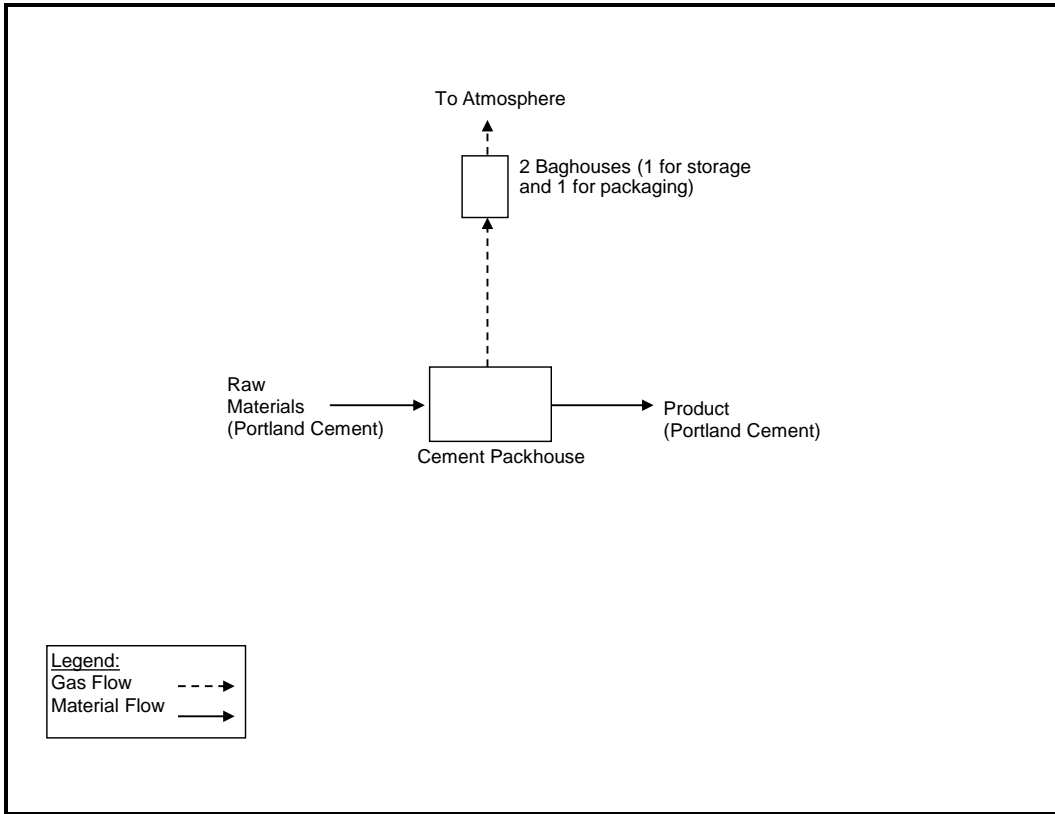 To Atmosphere
2 Baghouses (1 for storage
and 1 for packaging)
Raw
Materials
(Portland Cement)
Product
(Portland Cement)
Cement Packhouse
Legend:
Gas Flow
Material Flow